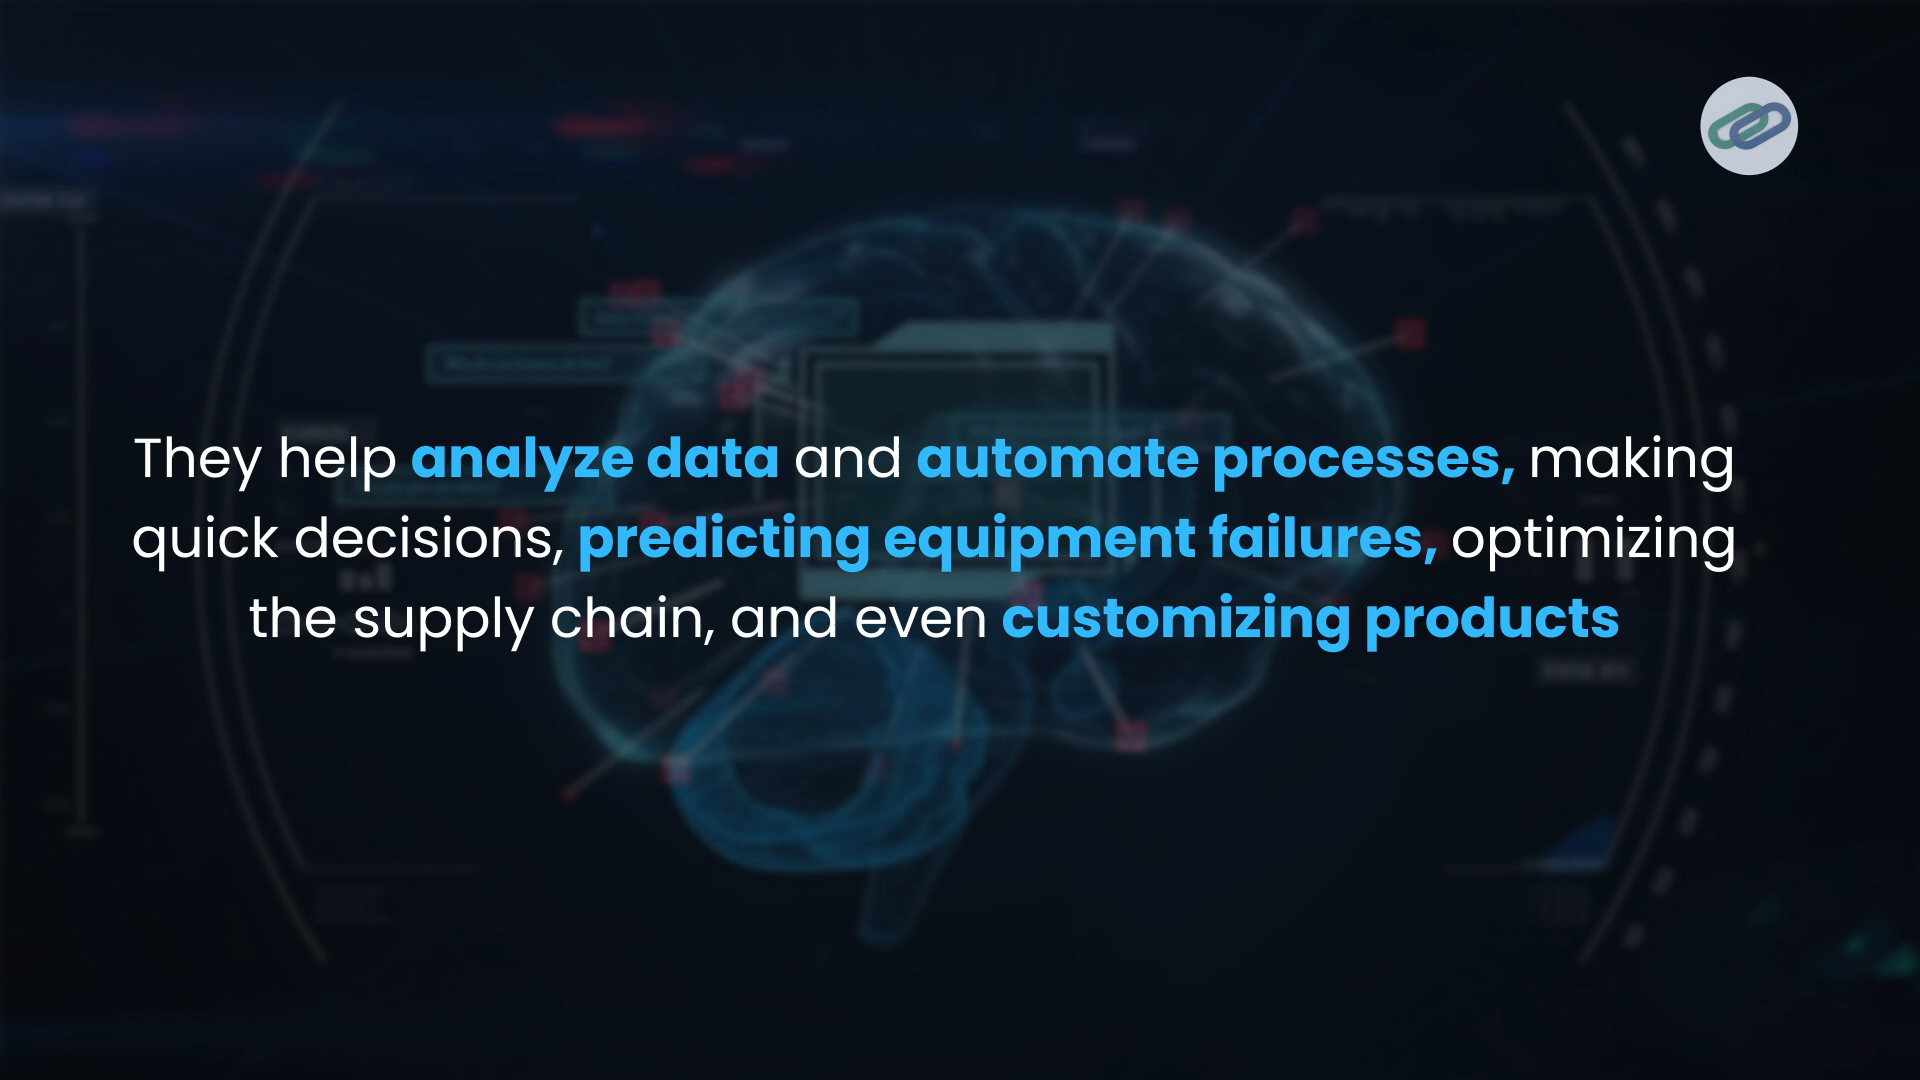 They help analyze data and automate processes, making
quick decisions, predicting equipment failures, optimizing
the supply chain, and even customizing products